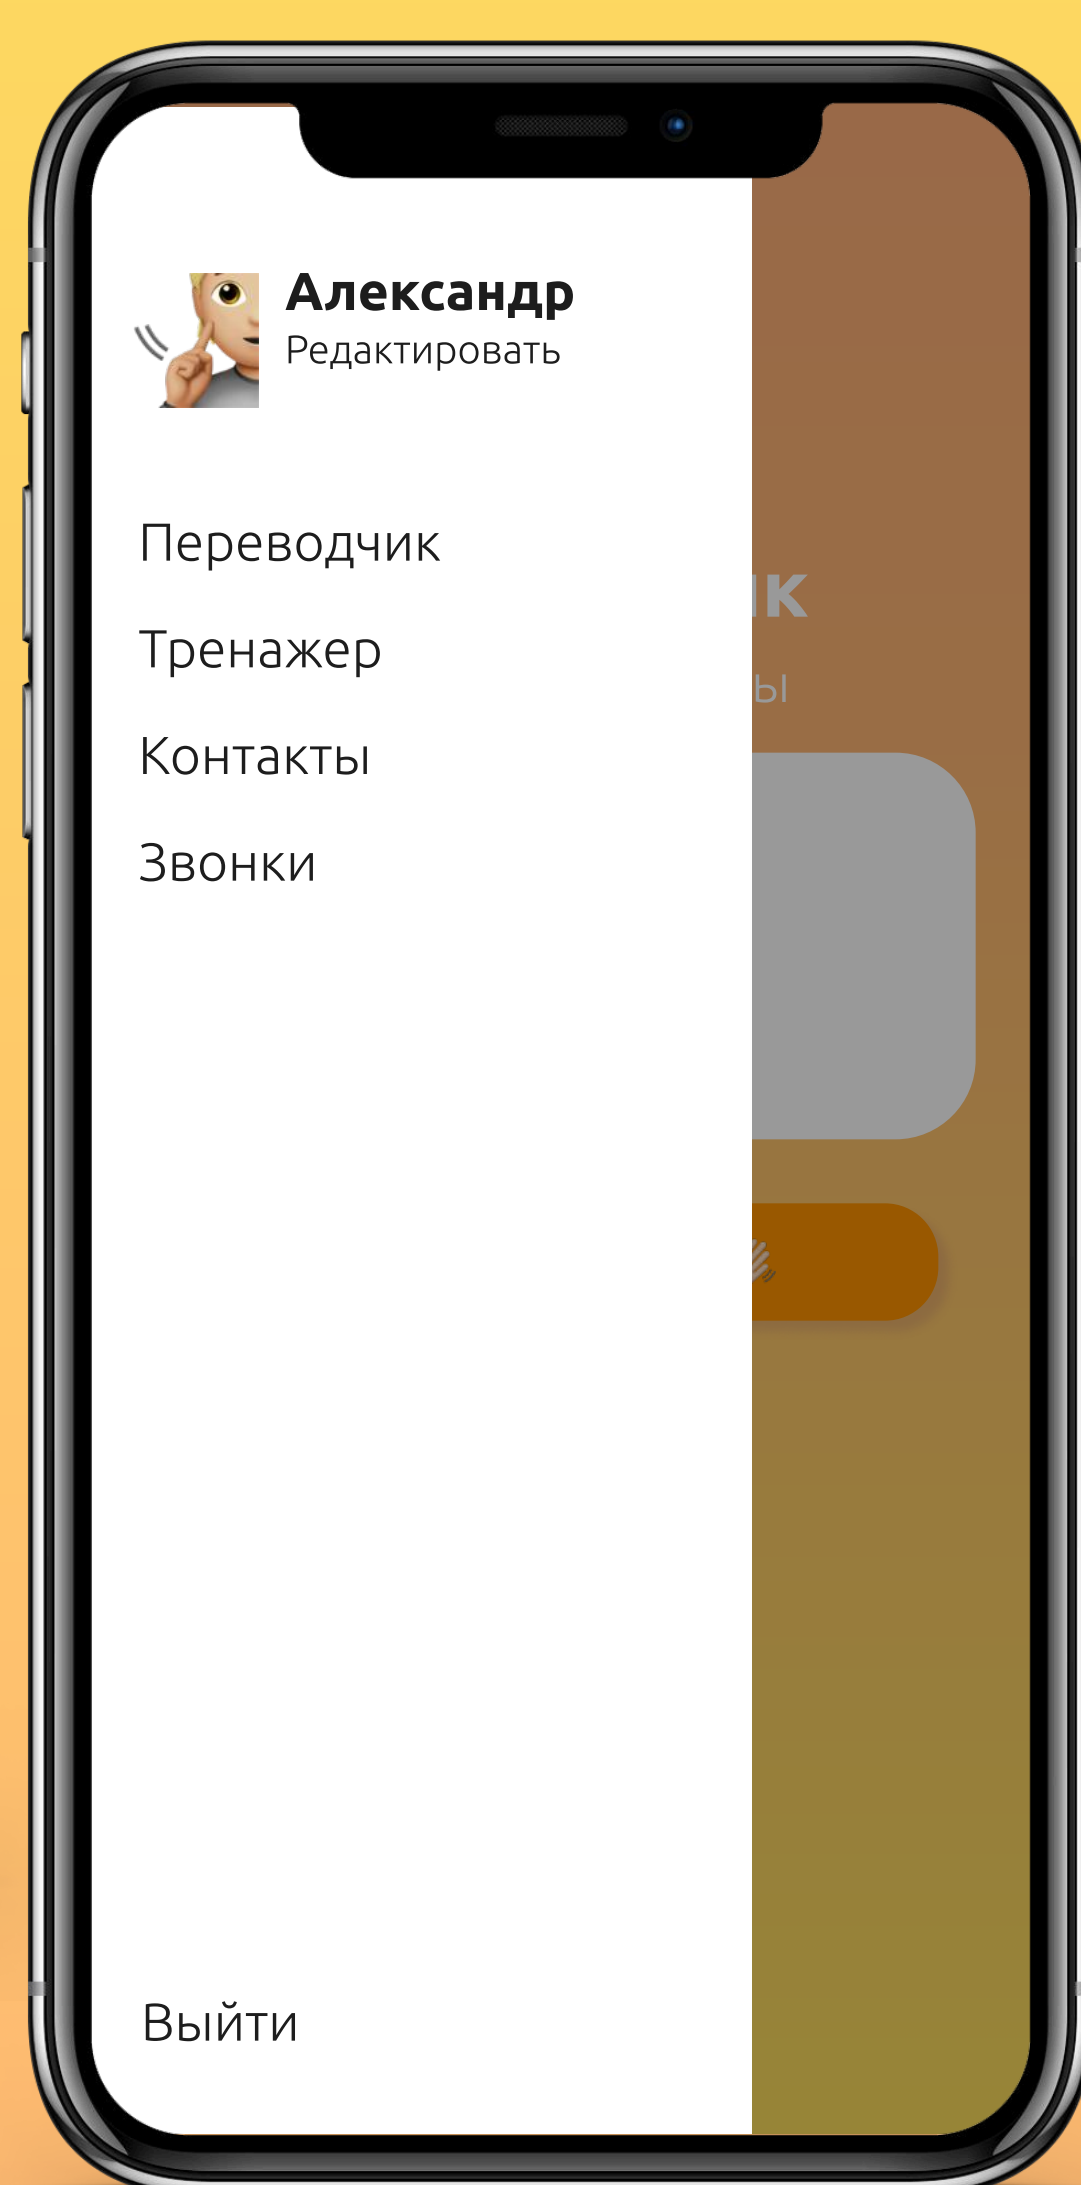 Александр
Редактировать
Переводчик
Тренажер
Контакты
Звонки
Выйти